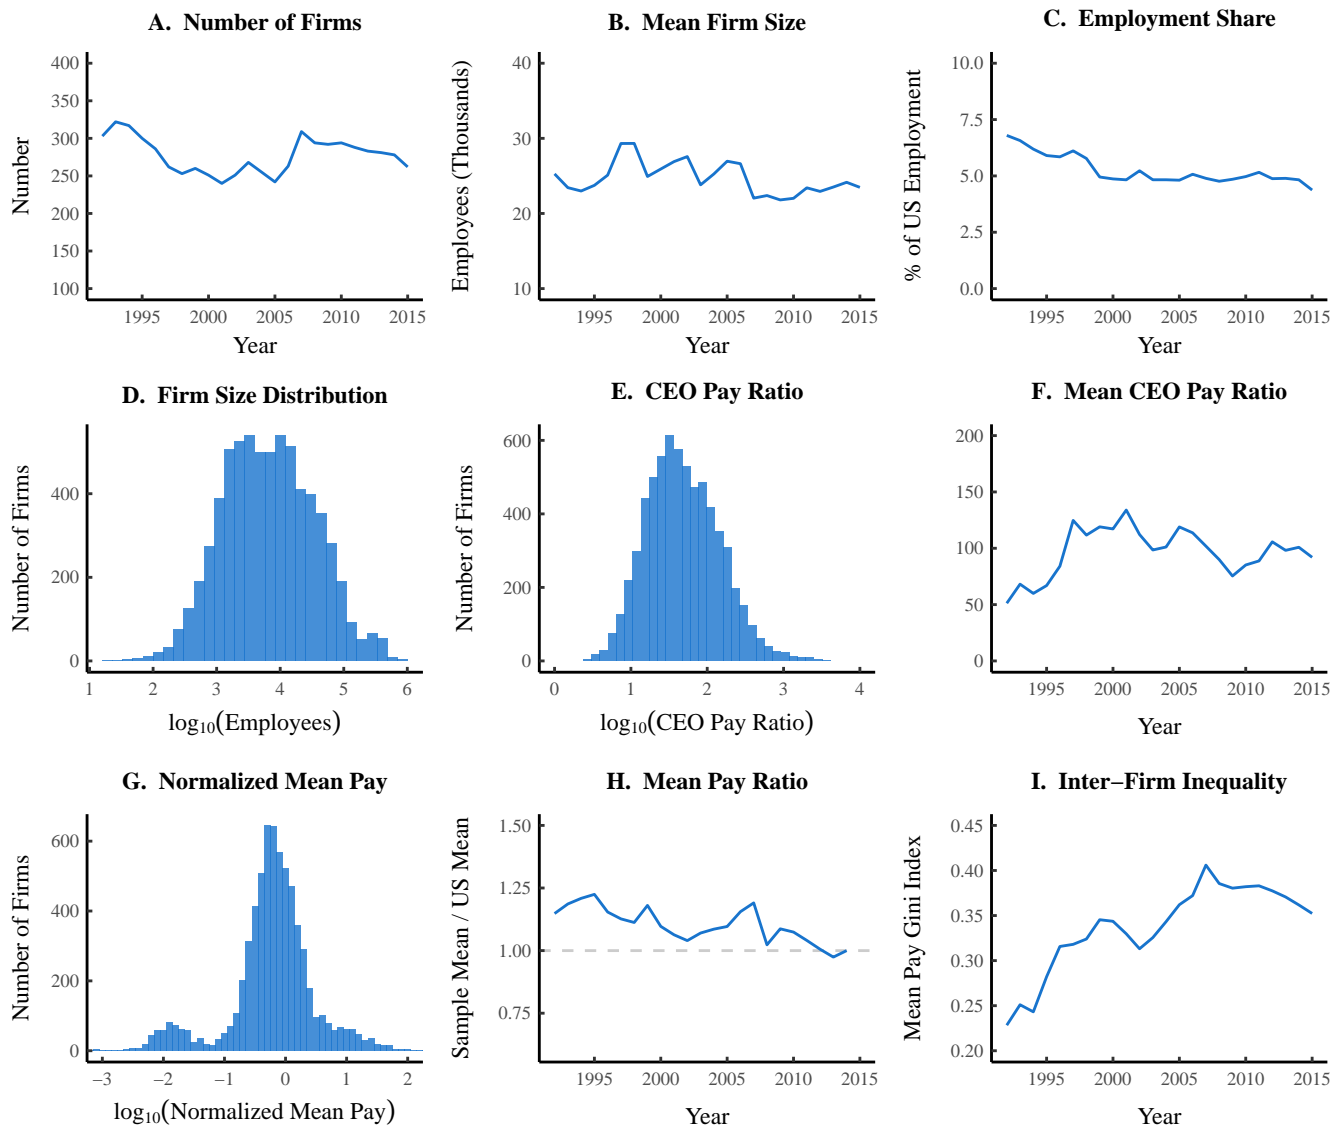 A. Number of Firms
Number
400
350
300
250
200
150
100
1995 2000 2005 2010 2015
Year
B. Mean Firm Size
Employees (Thousands)
40
30
20
10
1995 2000 2005 2010 2015
Year
C. Employment Share
% of US Employment
10.0
7.5
5.0
2.5
0.0
1995 2000 2005 2010 2015
Year
D. Firm Size Distribution
Number of Firms
400
200
0
1 2 3 4 5 6
log10(Employees)
E. CEO Pay Ratio
Number of Firms
600
400
200
0
0 1 2 3 4
log10(CEO Pay Ratio)
F. Mean CEO Pay Ratio
200
150
100
50
0
1995 2000 2005 2010 2015
Year
G. Normalized Mean Pay
Number of Firms
600
400
200
0
−3 −2 −1 0 1 2
log10(Normalized Mean Pay)
H. Mean Pay Ratio
Sample Mean / US Mean
1.50
1.25
1.00
0.75
1995 2000 2005 2010 2015
Year
I. Inter−Firm Inequality
Mean Pay Gini Index
0.45
0.40
0.35
0.30
0.25
0.20
1995 2000 2005 2010 2015
Year